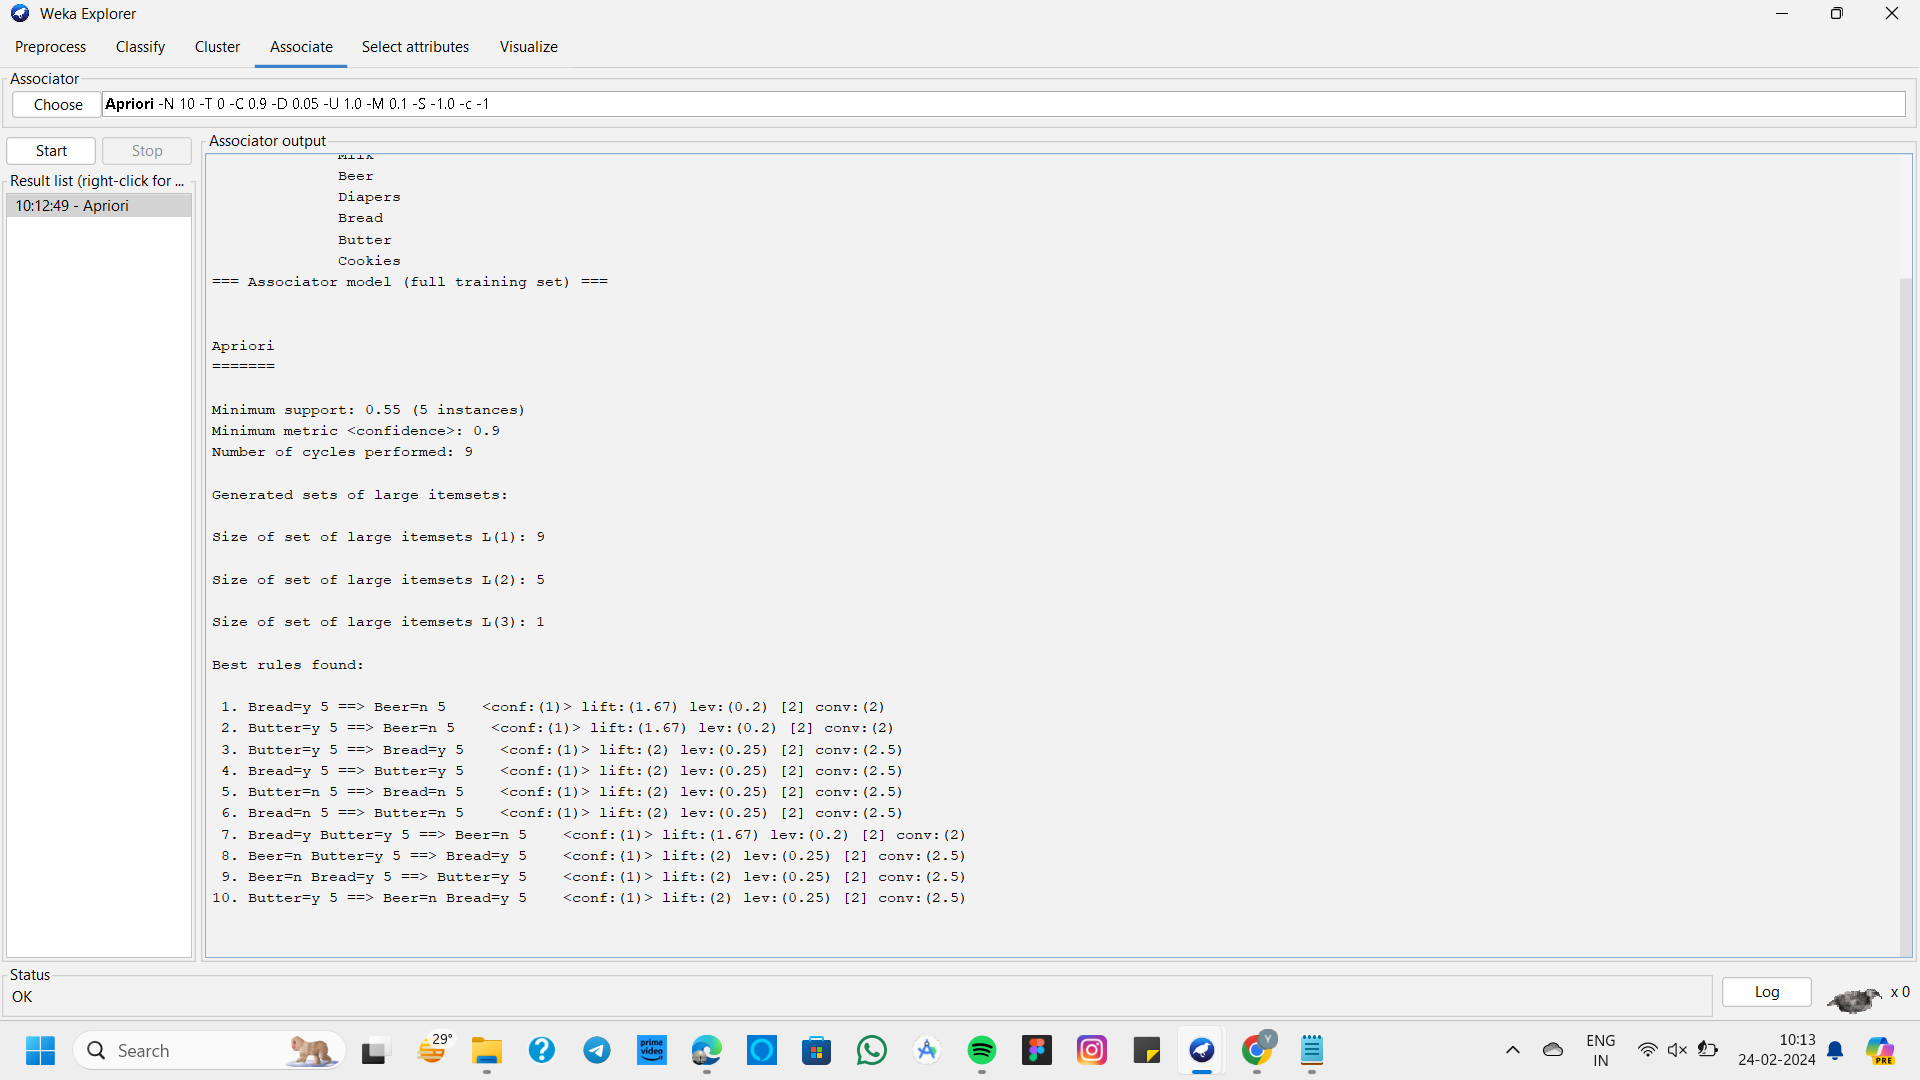 Weka Explorer
Preprocess Classify Cluster Associate Select attributes Visualize
Associator
Choose Apriori -N 10 -T 0 -C 0.9 -D 0.05 -U 1.0 -M 0.1 -S -1.0 -c -1
Start Stop
Result list (right-click for ...
10:12:49 - Apriori
Associator output
Milk
Beer
Diapers
Bread
Butter
Cookies
=== Associator model (full training set) ===
Apriori
=======
Minimum support: 0.55 (5 instances)
Minimum metric <confidence>: 0.9
Number of cycles performed: 9
Generated sets of large itemsets:
Size of set of large itemsets L(1): 9
Size of set of large itemsets L(2): 5
Size of set of large itemsets L(3): 1
Best rules found:
1. Bread=y 5 ==> Beer=n 5    <conf:(1)> lift:(1.67) lev:(0.2) [2] conv:(2)
2. Butter=y 5 ==> Beer=n 5    <conf:(1)> lift:(1.67) lev:(0.2) [2] conv:(2)
3. Butter=y 5 ==> Bread=y 5    <conf:(1)> lift:(2) lev:(0.25) [2] conv:(2.5)
4. Bread=y 5 ==> Butter=y 5    <conf:(1)> lift:(2) lev:(0.25) [2] conv:(2.5)
5. Butter=n 5 ==> Bread=n 5    <conf:(1)> lift:(2) lev:(0.25) [2] conv:(2.5)
6. Bread=n 5 ==> Butter=n 5    <conf:(1)> lift:(2) lev:(0.25) [2] conv:(2.5)
7. Bread=y Butter=y 5 ==> Beer=n 5    <conf:(1)> lift:(1.67) lev:(0.2) [2] conv:(2)
8. Beer=n Butter=y 5 ==> Bread=y 5    <conf:(1)> lift:(2) lev:(0.25) [2] conv:(2.5)
9. Beer=n Bread=y 5 ==> Butter=y 5    <conf:(1)> lift:(2) lev:(0.25) [2] conv:(2.5)
10. Butter=y 5 ==> Beer=n Bread=y 5    <conf:(1)> lift:(2) lev:(0.25) [2] conv:(2.5)
Status
OK
Log
x 0
Search
29°
prime video
Y
ENG
IN
10:13
24-02-2024
PRE